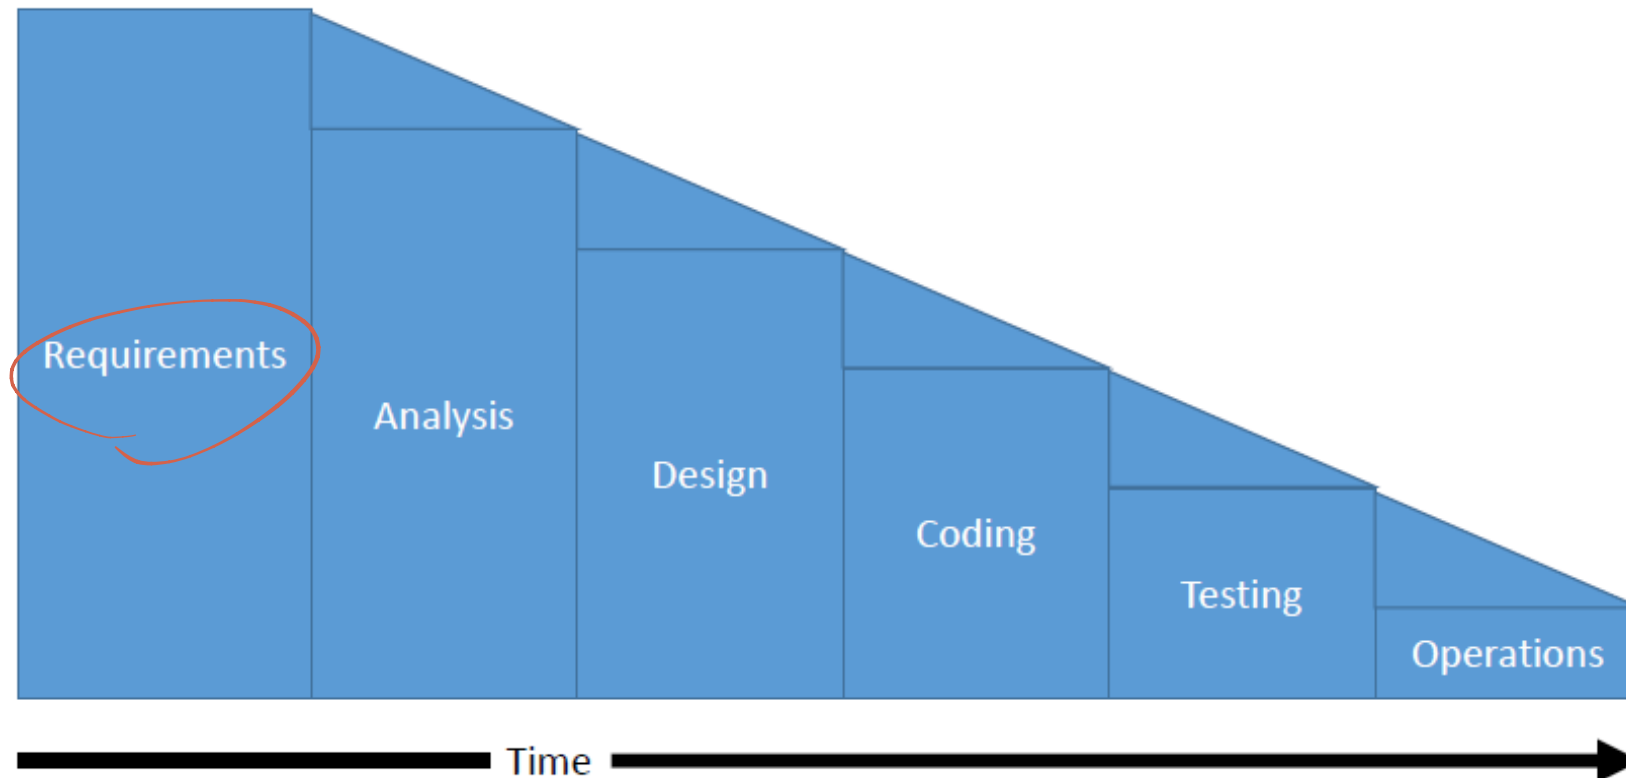 Requirements
Analysis
Design
Coding
Testing
Operations
Time